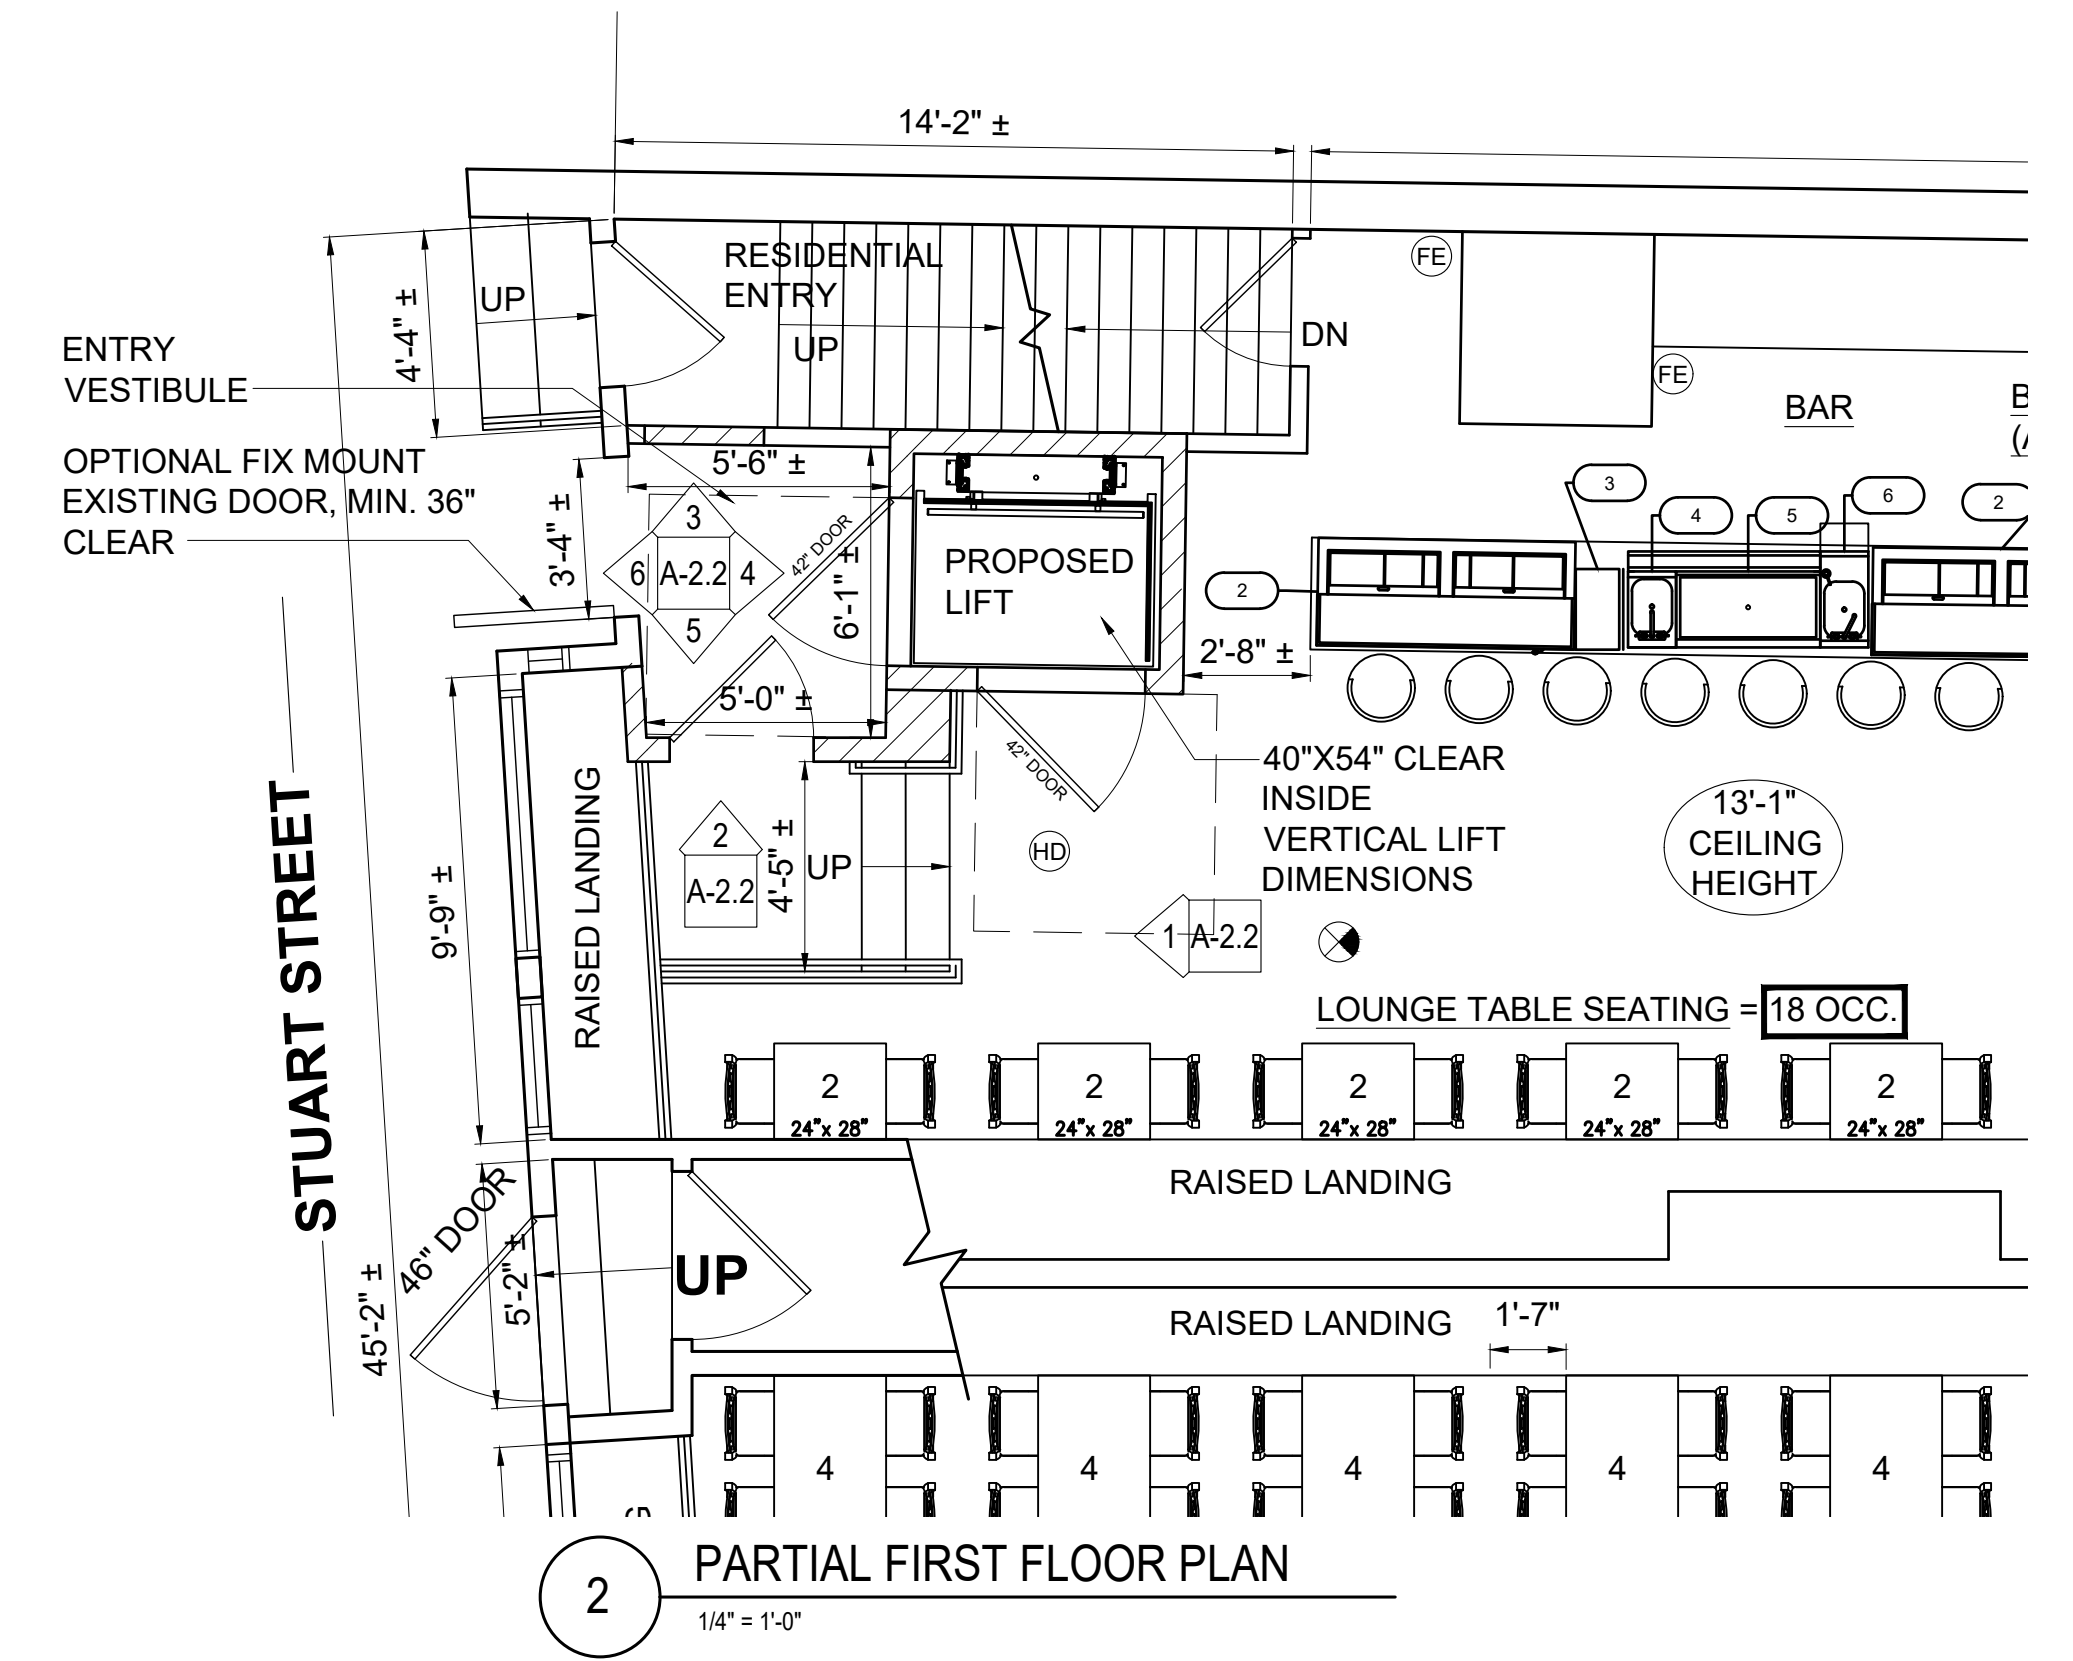 14'-2" ±
RESIDENTIAL
ENTRY
UP
UP
DN
FE
FE
BAR
B
(A
4'-4" ±
ENTRY
VESTIBULE
OPTIONAL FIX MOUNT
EXISTING DOOR, MIN. 36"
CLEAR
5'-6" ±
3'-4" ±
3
6
A-2.2
4
5
42" DOOR
6'-1" ±
PROPOSED
LIFT
2
3
4
5
6
2
2'-8" ±
5'-0" ±
42" DOOR
40"X54" CLEAR
INSIDE
VERTICAL LIFT
DIMENSIONS
13'-1"
CEILING
HEIGHT
STUART STREET
9'-9" ±
RAISED LANDING
2
A-2.2
4'-5" ±
UP
HD
1
A-2.2
LOUNGE TABLE SEATING = 18 OCC.
2
24"x 28"
2
24"x 28"
2
24"x 28"
2
24"x 28"
2
24"x 28"
RAISED LANDING
46" DOOR
5'-2" ±
UP
45'-2" ±
RAISED LANDING
1'-7"
4
4
4
4
4
2
PARTIAL FIRST FLOOR PLAN
1/4" = 1'-0"